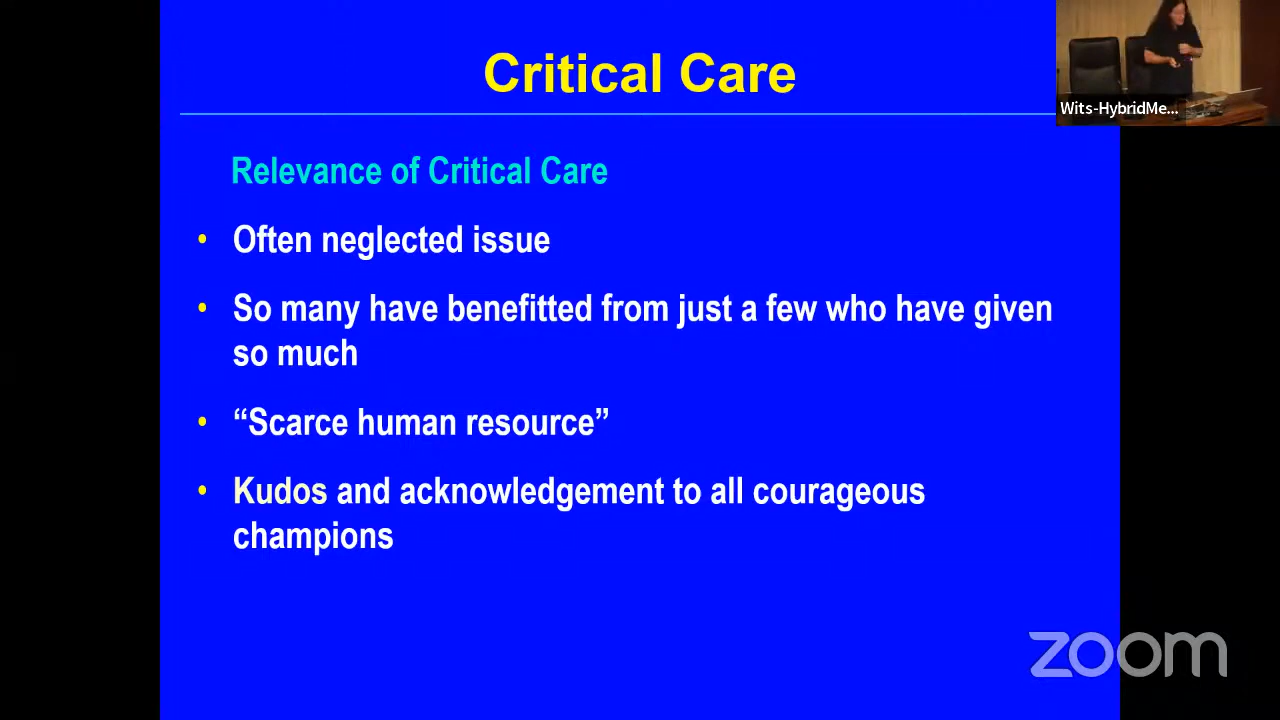 Critical Care
Wits-HybridMe...
Relevance of Critical Care
• Often neglected issue
• So many have benefitted from just a few who have given
so much
• “Scarce human resource”
• Kudos and acknowledgement to all courageous
champions
zoom